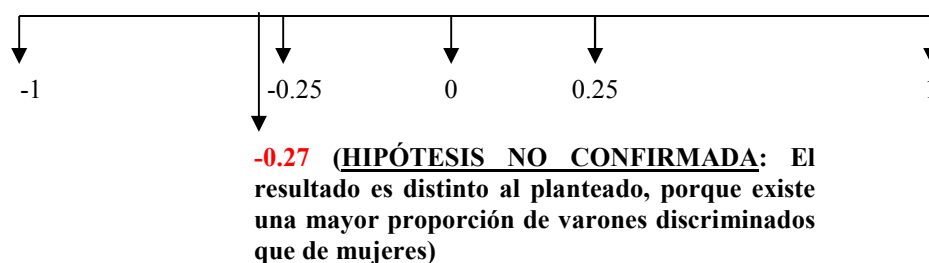 -1 -0.25 0 0.25 1
-0.27 (HIPÓTESIS NO CONFIRMADA: El
resultado es distinto al planteado, porque existe
una mayor proporción de varones discriminados
que de mujeres)